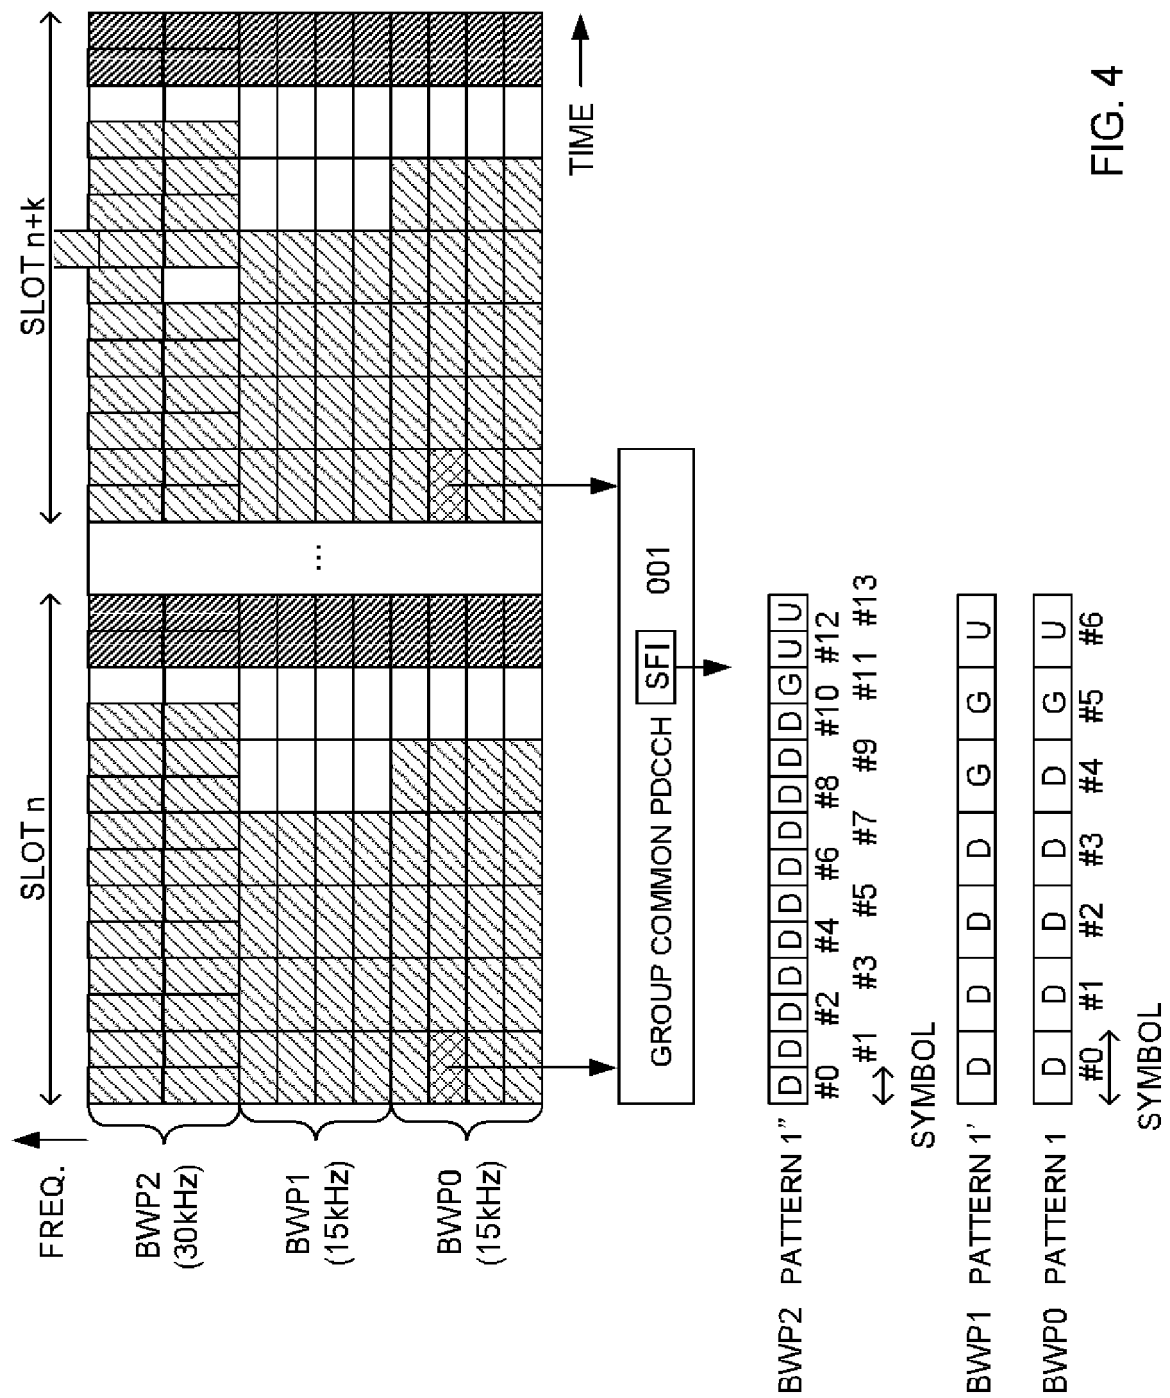 SLOT n
SLOT n+k
FREQ.
BWP2
(30kHz)
BWP1
(15kHz)
BWP0
(15kHz)
...
TIME
GROUP COMMON PDCCH SFI 001
BWP2 PATTERN 1" D D D D D D D D D D D G U U
#0 #2 #4 #6 #8 #10 #12
#1 #3 #5 #7 #9 #11 #13
SYMBOL
BWP1 PATTERN 1' D D D D G G U
BWP0 PATTERN 1 D D D D D G U
#0 #1 #2 #3 #4 #5 #6
SYMBOL
FIG. 4